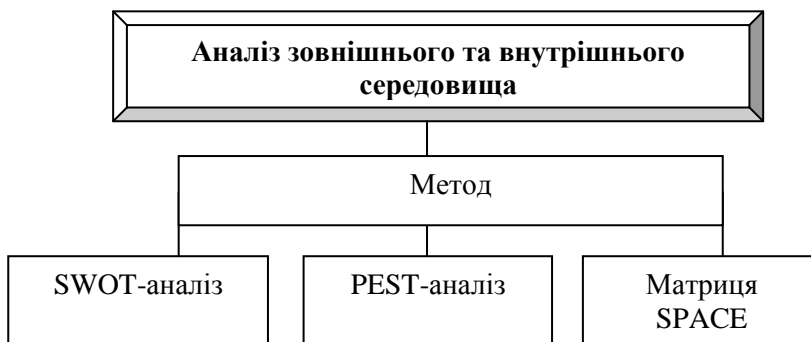 Аналіз зовнішнього та внутрішнього
середовища
Метод
SWOT-аналіз
PEST-аналіз
Матриця
SPACE